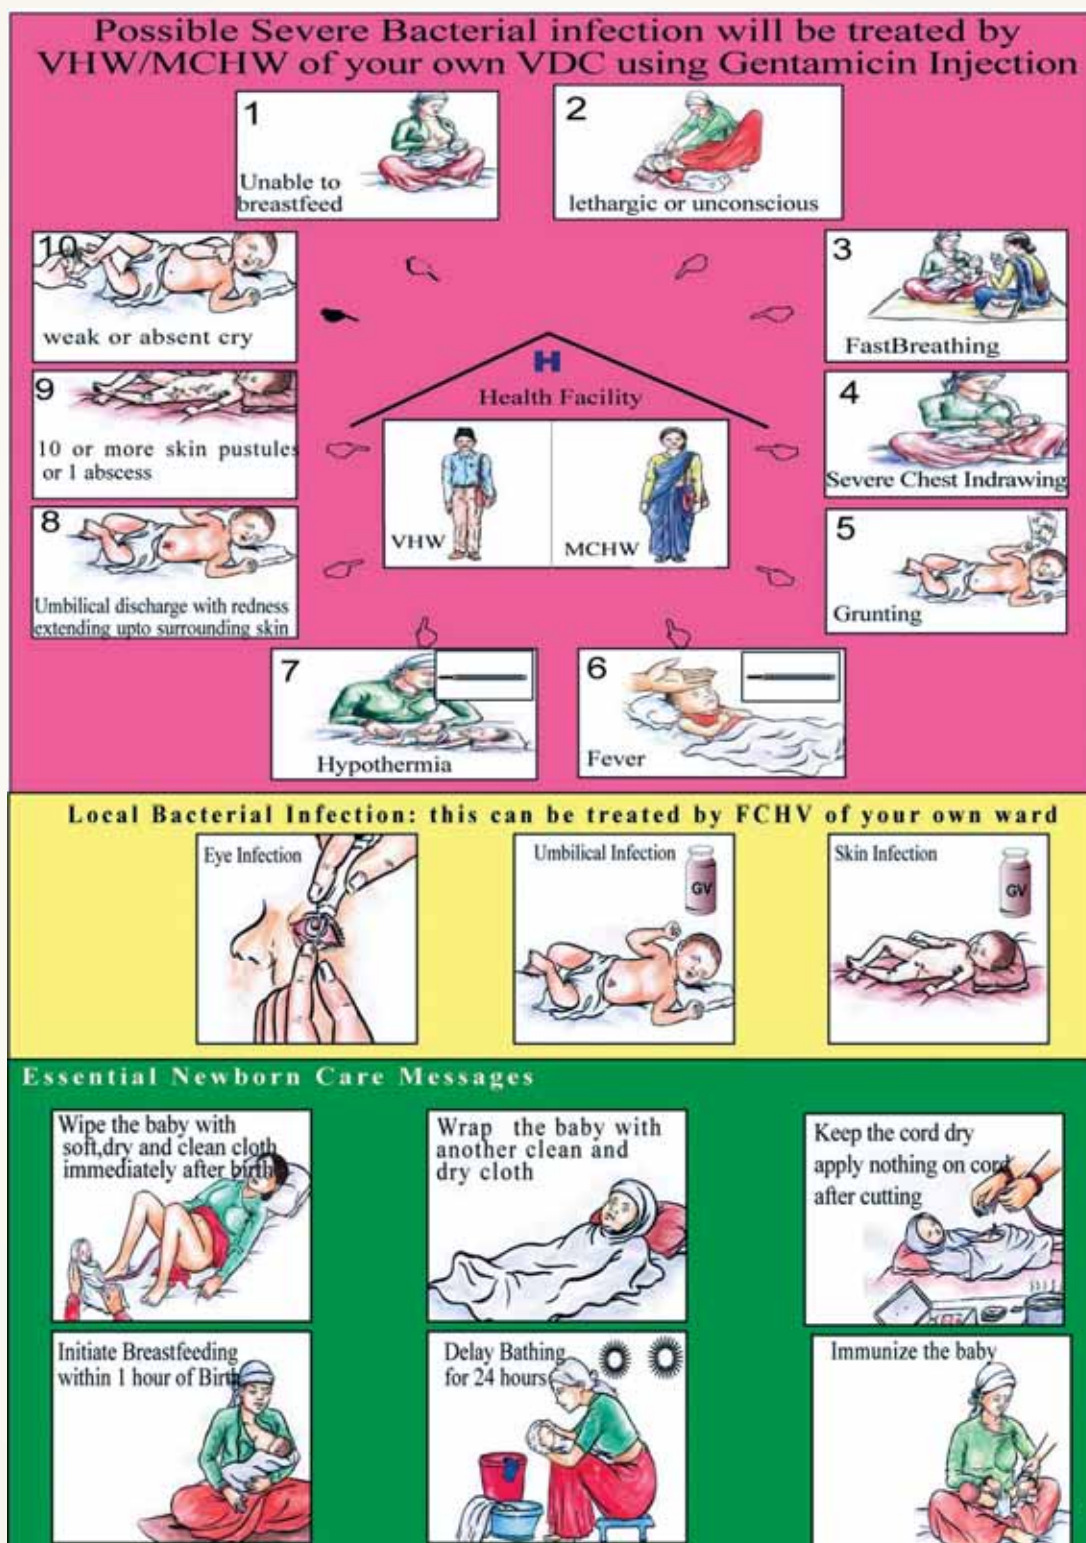 Possible Severe Bacterial infection will be treated by
VHW/MCHW of your own VDC using Gentamicin Injection
1
Unable to
breastfeed
2
lethargic or unconscious
3
FastBreathing
4
Severe Chest Indrawing
5
Grunting
6
Fever
7
Hypothermia
8
Umbilical discharge with redness
extending upto surrounding skin
9
10 or more skin pustules
or 1 abscess
10
weak or absent cry
H
Health Facility
VHW
MCHW
Local Bacterial Infection: this can be treated by FCHV of your own ward
Eye Infection
Umbilical Infection
GV
Skin Infection
GV
Essential Newborn Care Messages
Wipe the baby with
soft,dry and clean cloth
immediately after birth
Wrap the baby with
another clean and
dry cloth
Keep the cord dry
apply nothing on cord
after cutting
Initiate Breastfeeding
within 1 hour of Birth
Delay Bathing
for 24 hours
Immunize the baby